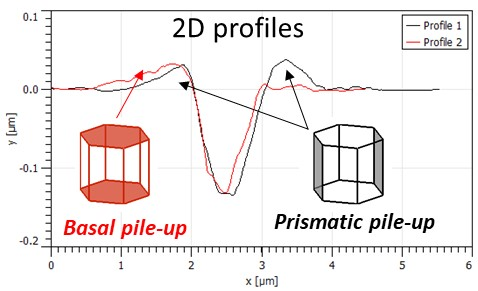 2D profiles
Profile 1
Profile 2
0.1
0.0
-0.1
-0.2
y [µm]
Basal pile-up
Prismatic pile-up
0 1 2 3 4 5 6
x [µm]